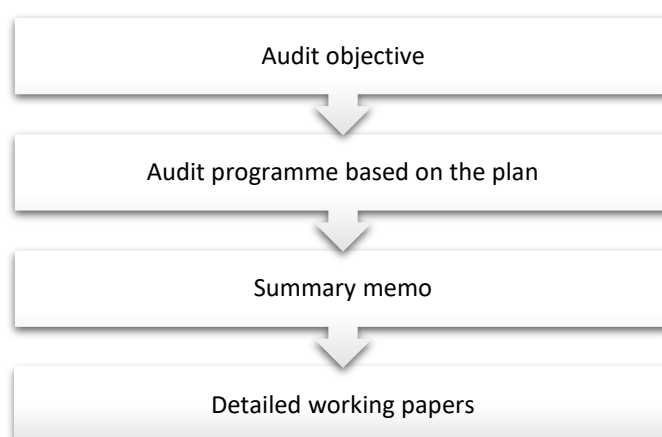 Audit objective
Audit programme based on the plan
Summary memo
Detailed working papers